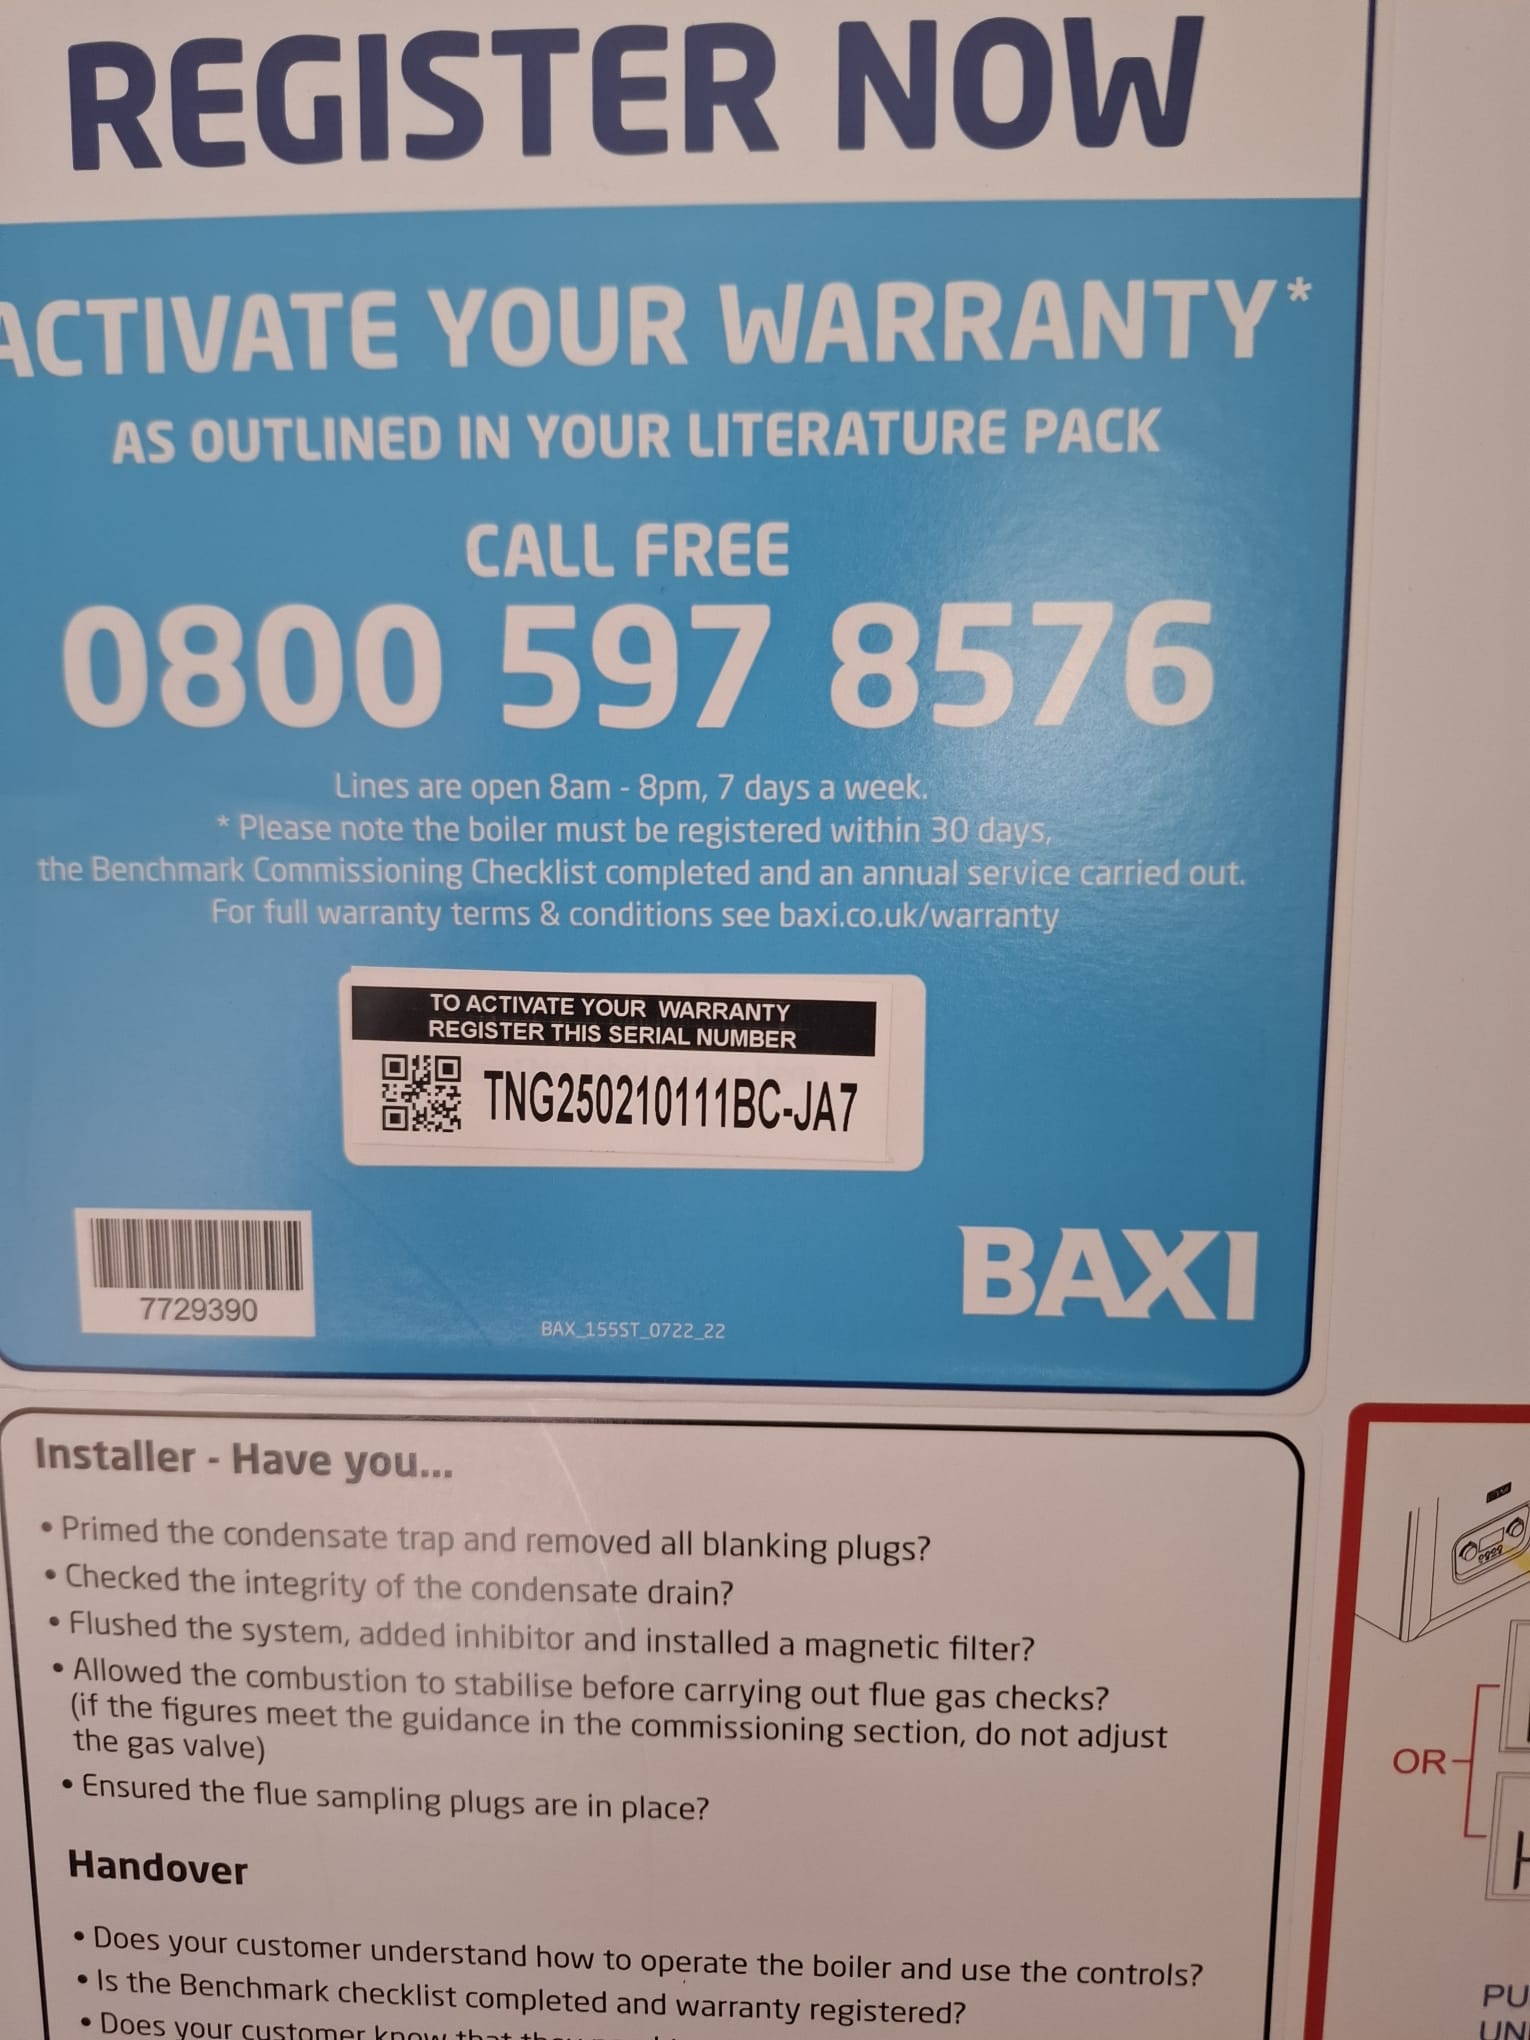 REGISTER NOW
ACTIVATE YOUR WARRANTY*
AS OUTLINED IN YOUR LITERATURE PACK
CALL FREE
0800 597 8576
Lines are open 8am - 8pm, 7 days a week.
* Please note the boiler must be registered within 30 days,
the Benchmark Commissioning Checklist completed and an annual service carried out.
For full warranty terms & conditions see baxi.co.uk/warranty
TO ACTIVATE YOUR WARRANTY
REGISTER THIS SERIAL NUMBER
TNG250210111BC-JA7
7729390
BAX_155ST_0722_22
BAXI
Installer - Have you...
• Primed the condensate trap and removed all blanking plugs?
• Checked the integrity of the condensate drain?
• Flushed the system, added inhibitor and installed a magnetic filter?
• Allowed the combustion to stabilise before carrying out flue gas checks?
(if the figures meet the guidance in the commissioning section, do not adjust
the gas valve)
• Ensured the flue sampling plugs are in place?
Handover
• Does your customer understand how to operate the boiler and use the controls?
• Is the Benchmark checklist completed and warranty registered?
• Does your customer know that they
OR
H
PU
UN